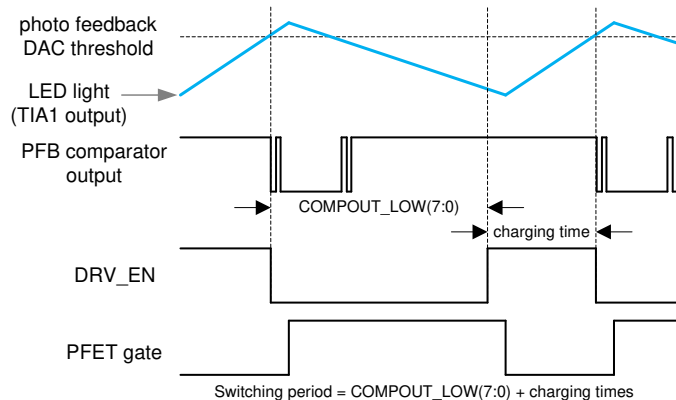 photo feedback
DAC threshold
LED light
(TIA1 output)
PFB comparator
output
COMPOUT_LOW(7:0)
charging time
DRV_EN
PFET gate
Switching period = COMPOUT_LOW(7:0) + charging times